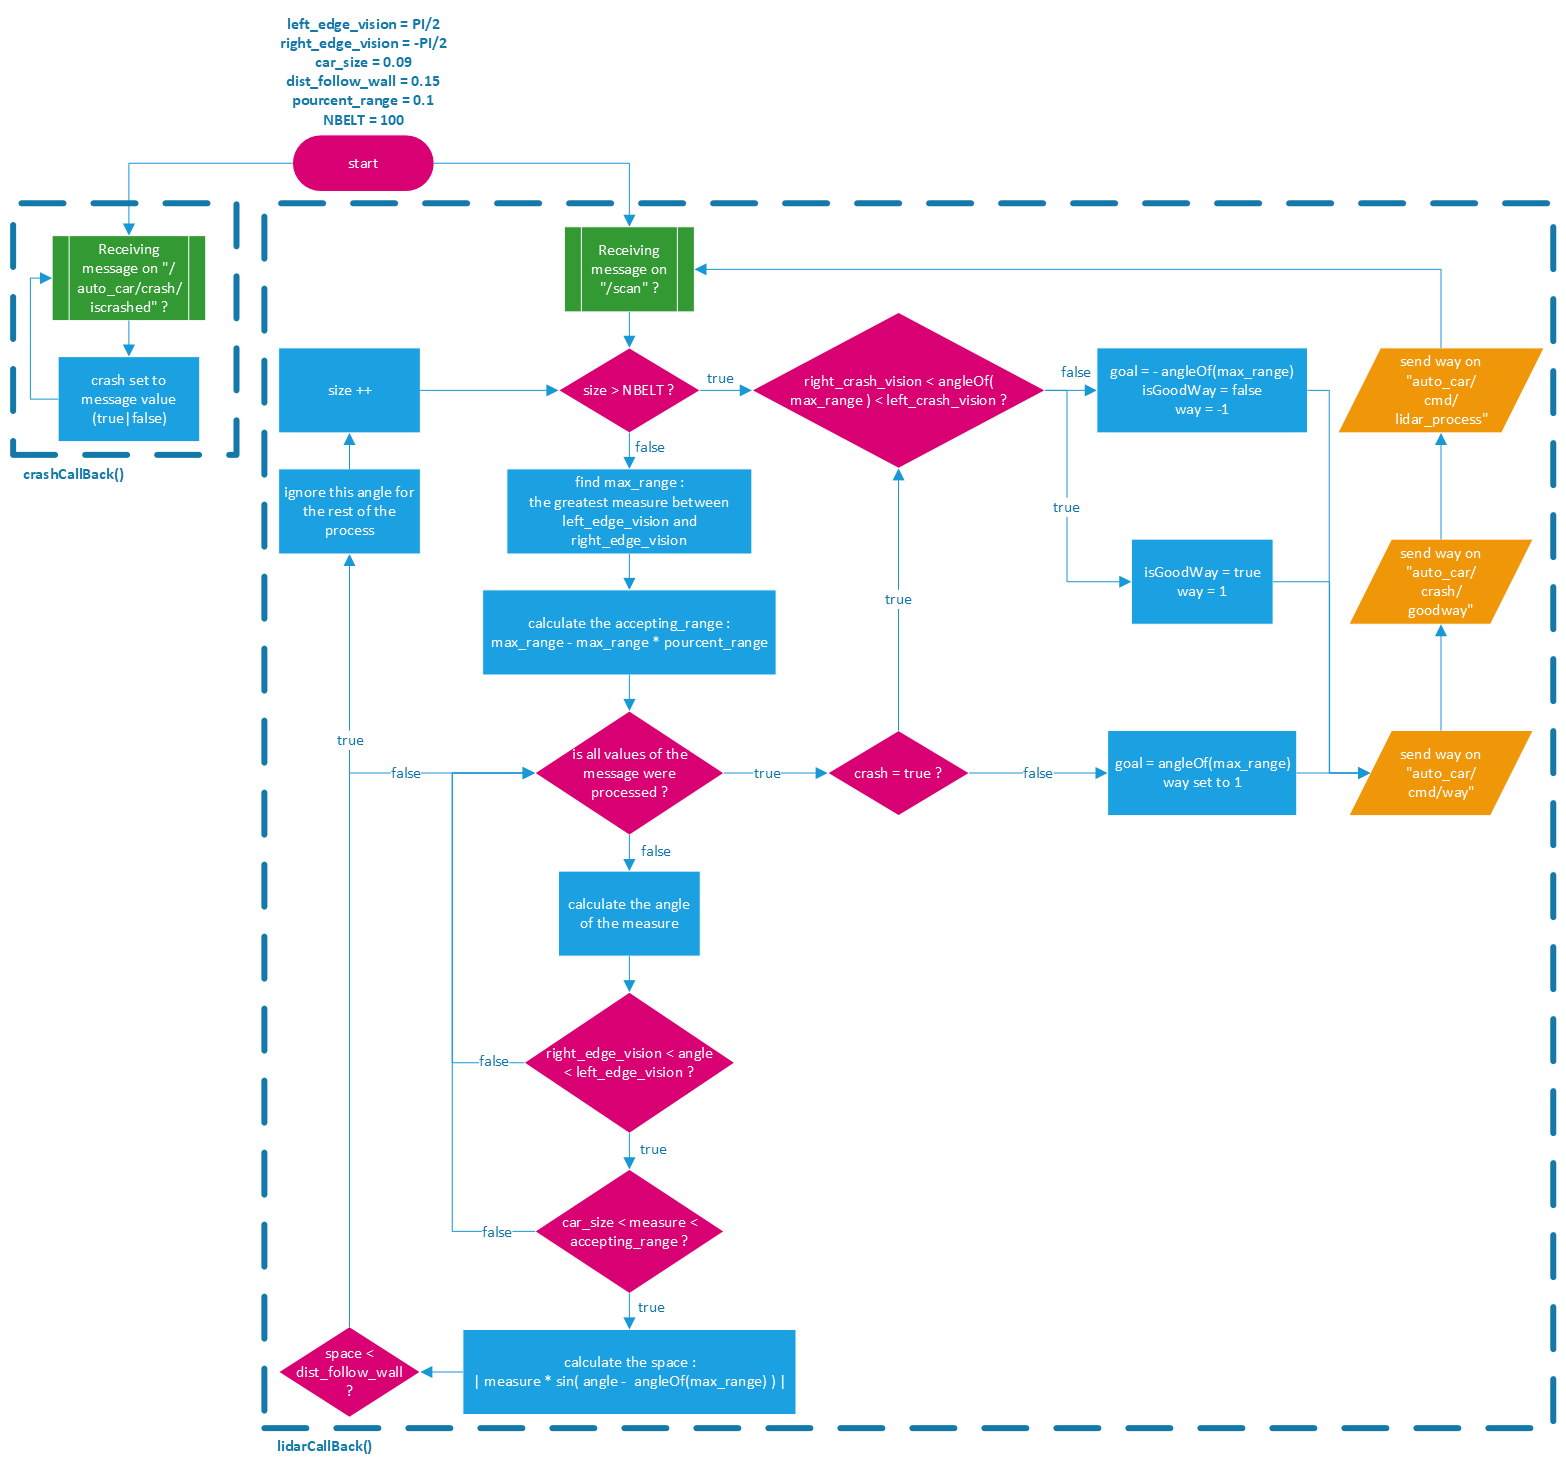 left_edge_vision = PI/2
right_edge_vision = -PI/2
car_size = 0.09
dist_follow_wall = 0.15
pourcent_range = 0.1
NBELT = 100
start
Receiving
message on "/
auto_car/crash/
iscrashed" ?
crash set to
message value
(true|false)
crashCallBack()
Receiving
message on
"/scan" ?
size ++
size > NBELT ?
true
false
right_crash_vision < angleOf(
max_range ) < left_crash_vision ?
false
true
goal = - angleOf(max_range)
isGoodWay = false
way = -1
send way on
"auto_car/
cmd/
lidar_process"
ignore this angle for
the rest of the
process
find max_range :
the greatest measure between
left_edge_vision and
right_edge_vision
isGoodWay = true
way = 1
send way on
"auto_car/
crash/
goodway"
calculate the accepting_range :
max_range - max_range * pourcent_range
true
true
false
is all values of the
message were
processed ?
true
false
crash = true ?
false
goal = angleOf(max_range)
way set to 1
send way on
"auto_car/
cmd/way"
calculate the angle
of the measure
right_edge_vision < angle
< left_edge_vision ?
false
true
car_size < measure <
accepting_range ?
false
true
calculate the space :
| measure * sin( angle - angleOf(max_range) ) |
space <
dist_follow_wall
?
lidarCallBack()